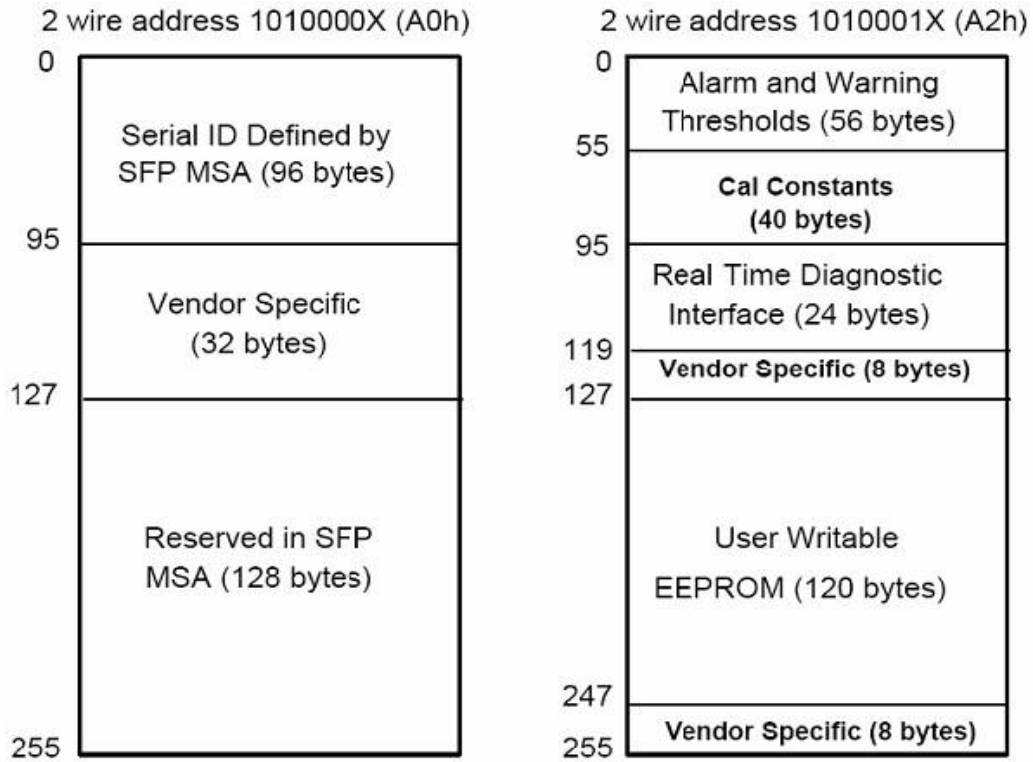 2 wire address 1010000X (A0h)
0
Serial ID Defined by
SFP MSA (96 bytes)
95
Vendor Specific
(32 bytes)
127
Reserved in SFP
MSA (128 bytes)
255
2 wire address 1010001X (A2h)
0
Alarm and Warning
Thresholds (56 bytes)
55
Cal Constants
(40 bytes)
95
Real Time Diagnostic
Interface (24 bytes)
119
Vendor Specific (8 bytes)
127
User Writable
EEPROM (120 bytes)
247
Vendor Specific (8 bytes)
255